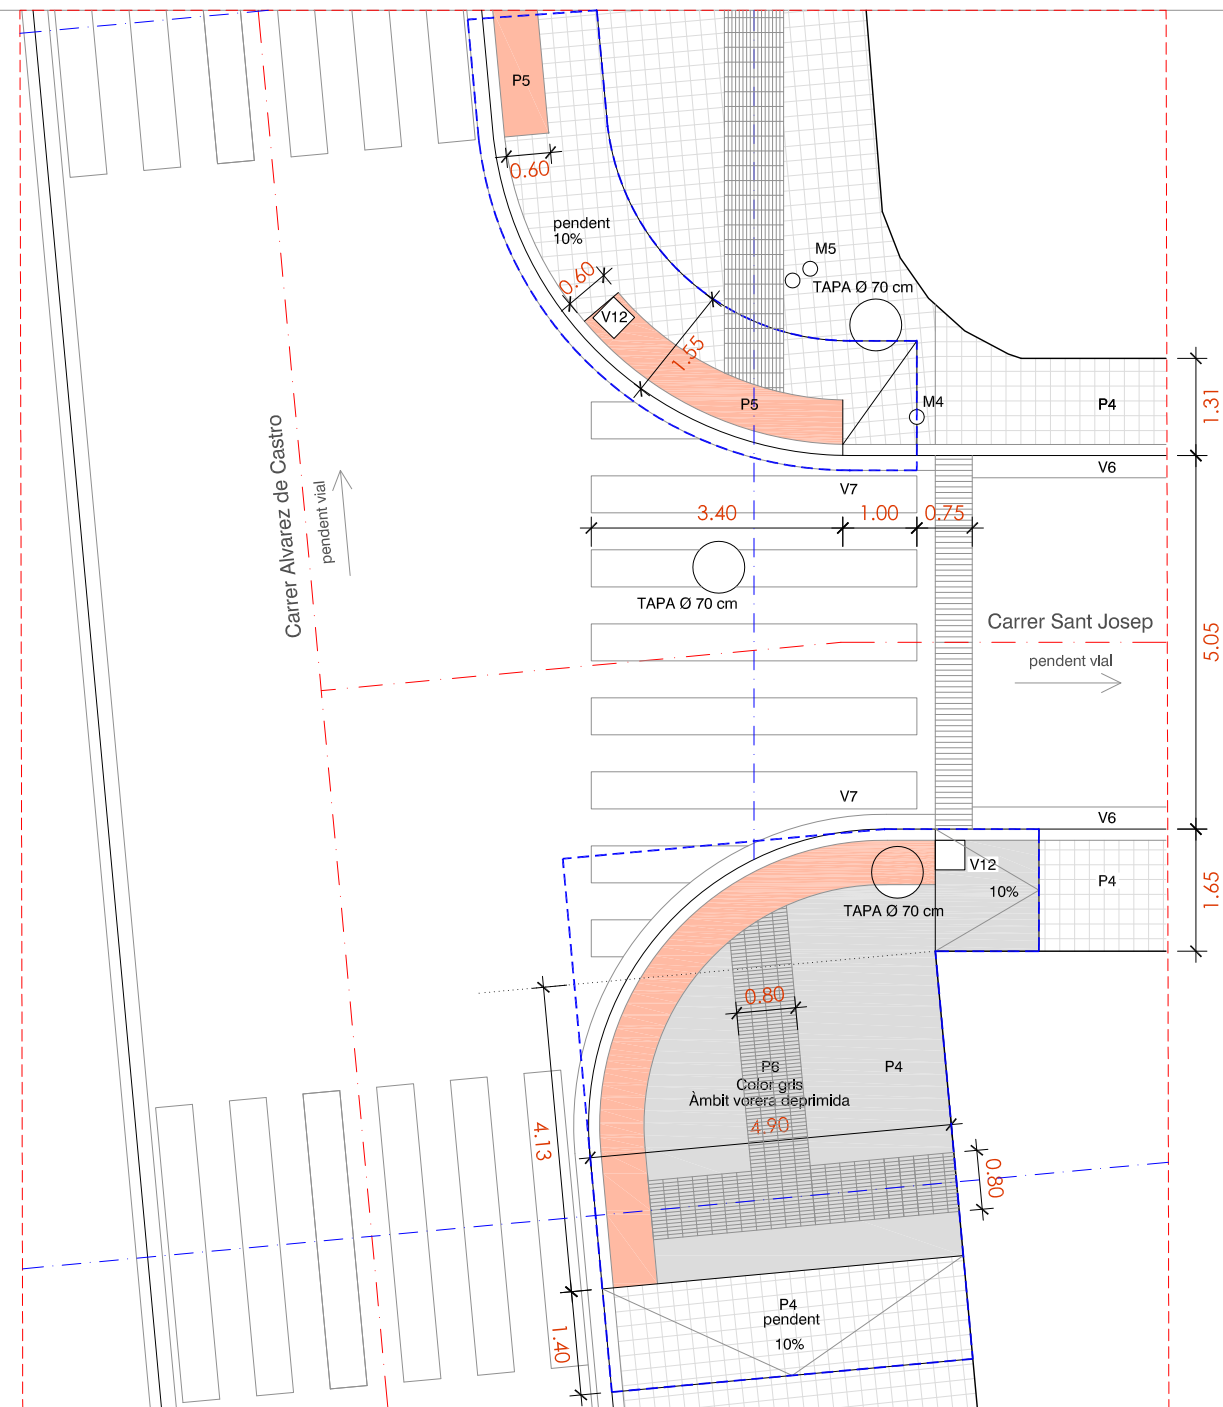 P5
0.60
pendent
10%
M5
0.60
TAPA Ø 70 cm
V12
1.55
P5
M4
P4
1.31
V6
V7
3.40
1.00
0.75
Carrer Alvarez de Castro
pendent vial
TAPA Ø 70 cm
Carrer Sant Josep
5.05
pendent vial
V7
V6
V12
10%
P4
1.65
TAPA Ø 70 cm
0.80
P6
P4
Color gris
Àmbit vorera deprimida
4.90
4.13
0.80
P4
pendent
10%
1.40